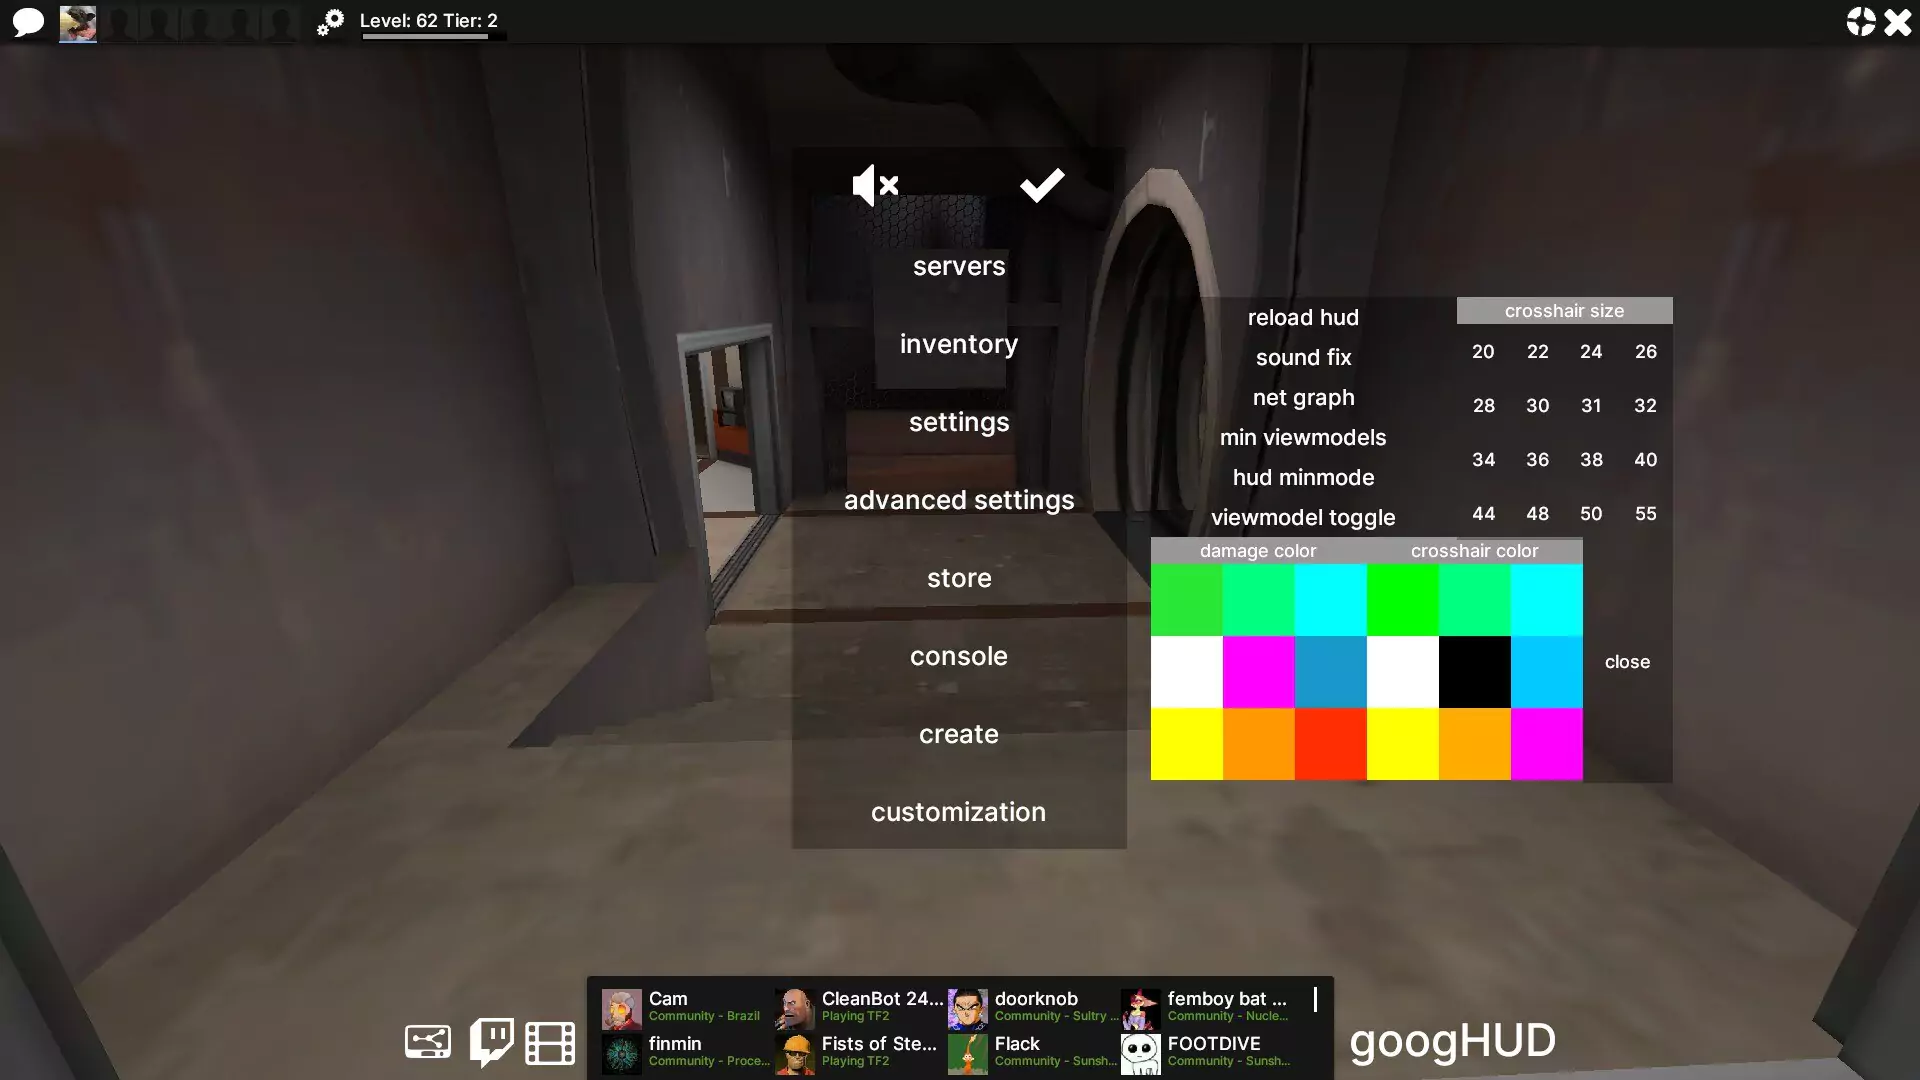 Level: 62 Tier: 2
servers
inventory
settings
advanced settings
store
console
create
customization
reload hud
sound fix
net graph
min viewmodels
hud minmode
viewmodel toggle
crosshair size
20 22 24 26
28 30 31 32
34 36 38 40
44 48 50 55
damage color crosshair color
close
Cam
Community - Brazil
CleanBot 24...
Playing TF2
doorknob
Community - Sultry ...
femboy bat ...
Community - Nucle...
finmin
Community - Proce...
Fists of Ste...
Playing TF2
Flack
Community - Sunsh...
FOOTDIVE
Community - Sunsh...
googHUD